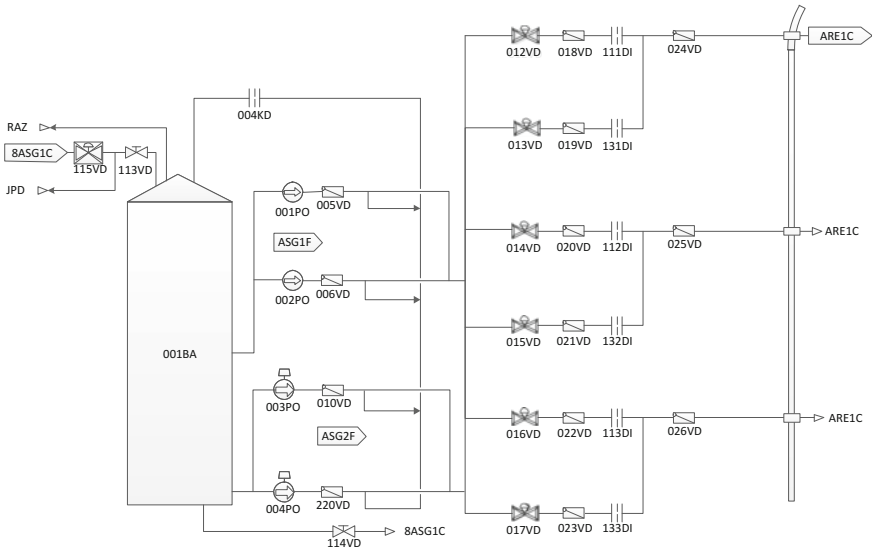 012VD 018VD 111DI 024VD ARE1C
004KD
RAZ
8ASG1C
115VD 113VD
013VD 019VD 131DI
JPD
001PO 005VD
ASG1F
014VD 020VD 112DI 025VD ARE1C
002PO 006VD
001BA
015VD 021VD 132DI
003PO 010VD
ASG2F
016VD 022VD 113DI 026VD ARE1C
004PO 220VD
114VD 8ASG1C
017VD 023VD 133DI